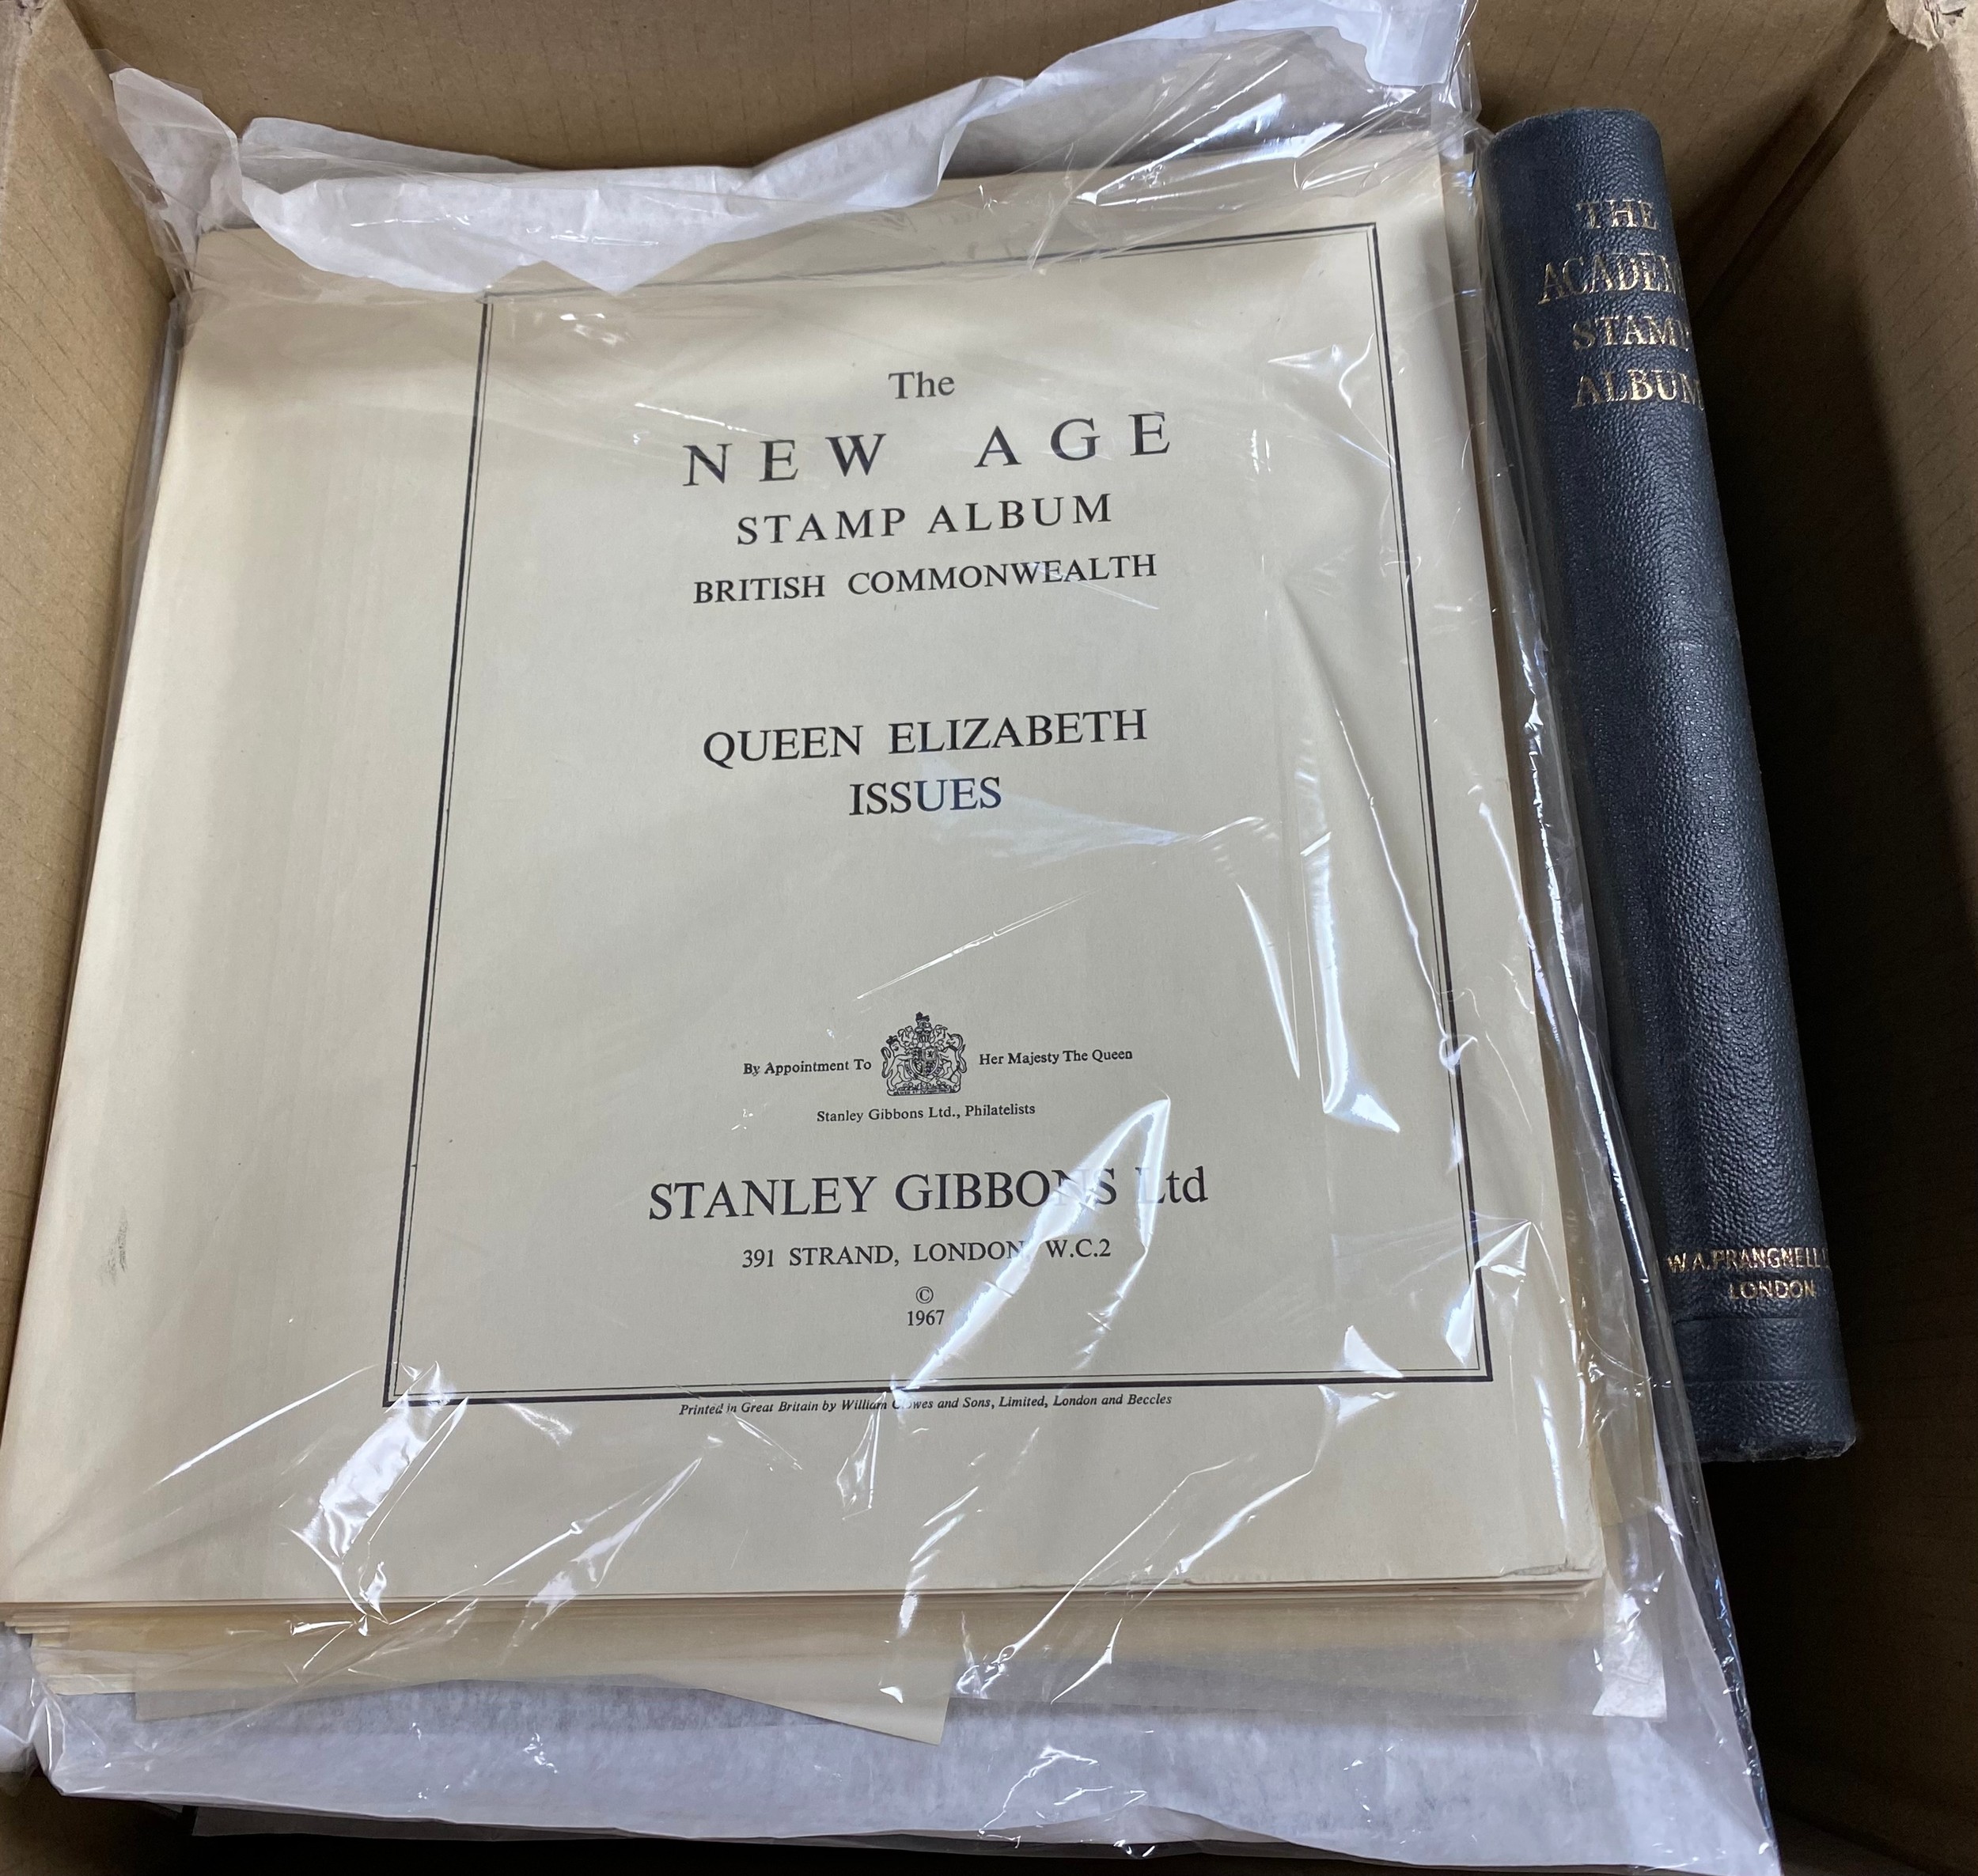 The
NEW AGE
STAMP ALBUM
BRITISH COMMONWEALTH
QUEEN ELIZABETH
ISSUES
By Appointment To Her Majesty The Queen
Stanley Gibbons Ltd., Philatelists
STANLEY GIBBONS Ltd
391 STRAND, LONDON W.C.2
©
1967
Printed in Great Britain by William Clowes and Sons, Limited, London and Beccles
THE
ACADEM
STAMP
ALBUM
W.A.PRANGNELL
LONDON